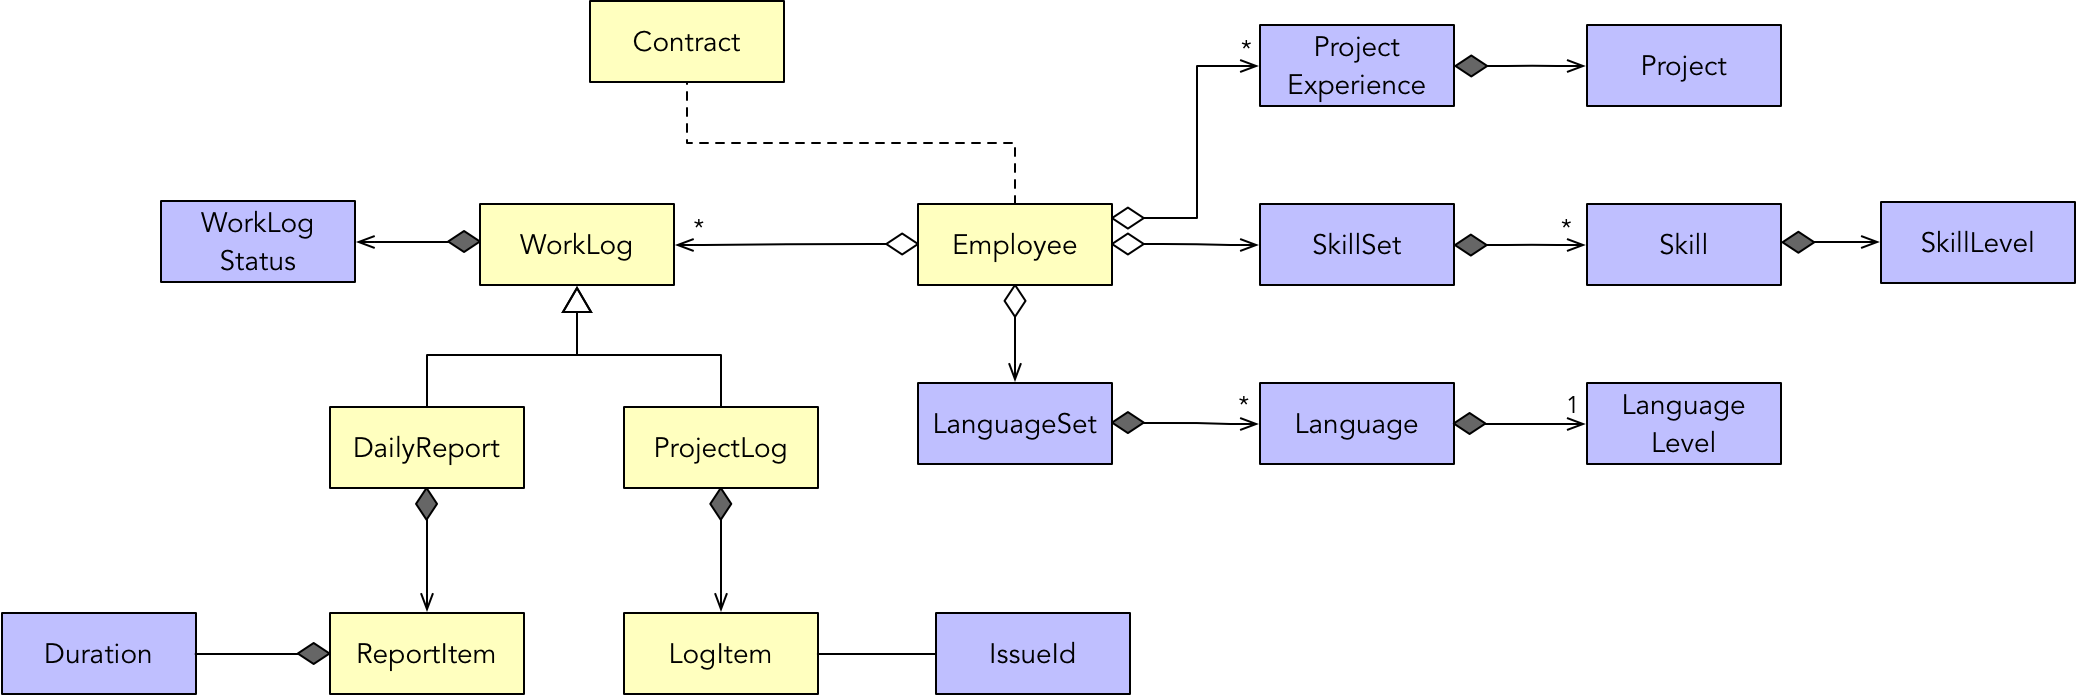 Contract
*
Project
Experience
Project
WorkLog
Status
WorkLog
*
Employee
SkillSet
*
Skill
SkillLevel
DailyReport
ProjectLog
LanguageSet
*
Language
1
Language
Level
Duration
ReportItem
LogItem
IssueId